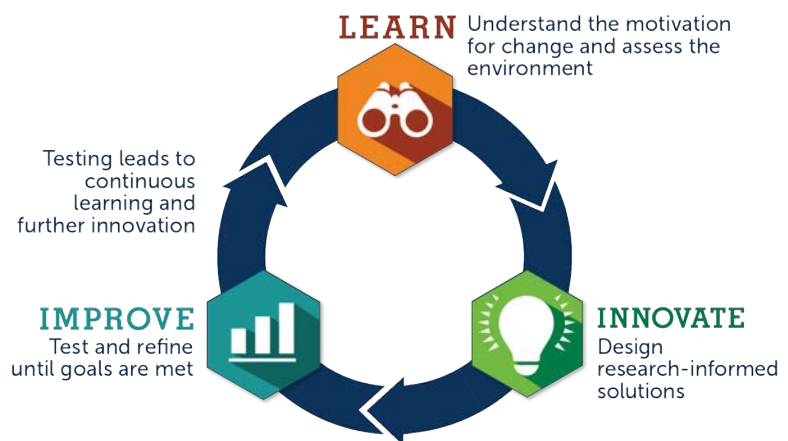 LEARN
Understand the motivation
for change and assess the
environment
Testing leads to
continuous
learning and
further innovation
IMPROVE
Test and refine
until goals are met
INNOVATE
Design
research-informed
solutions